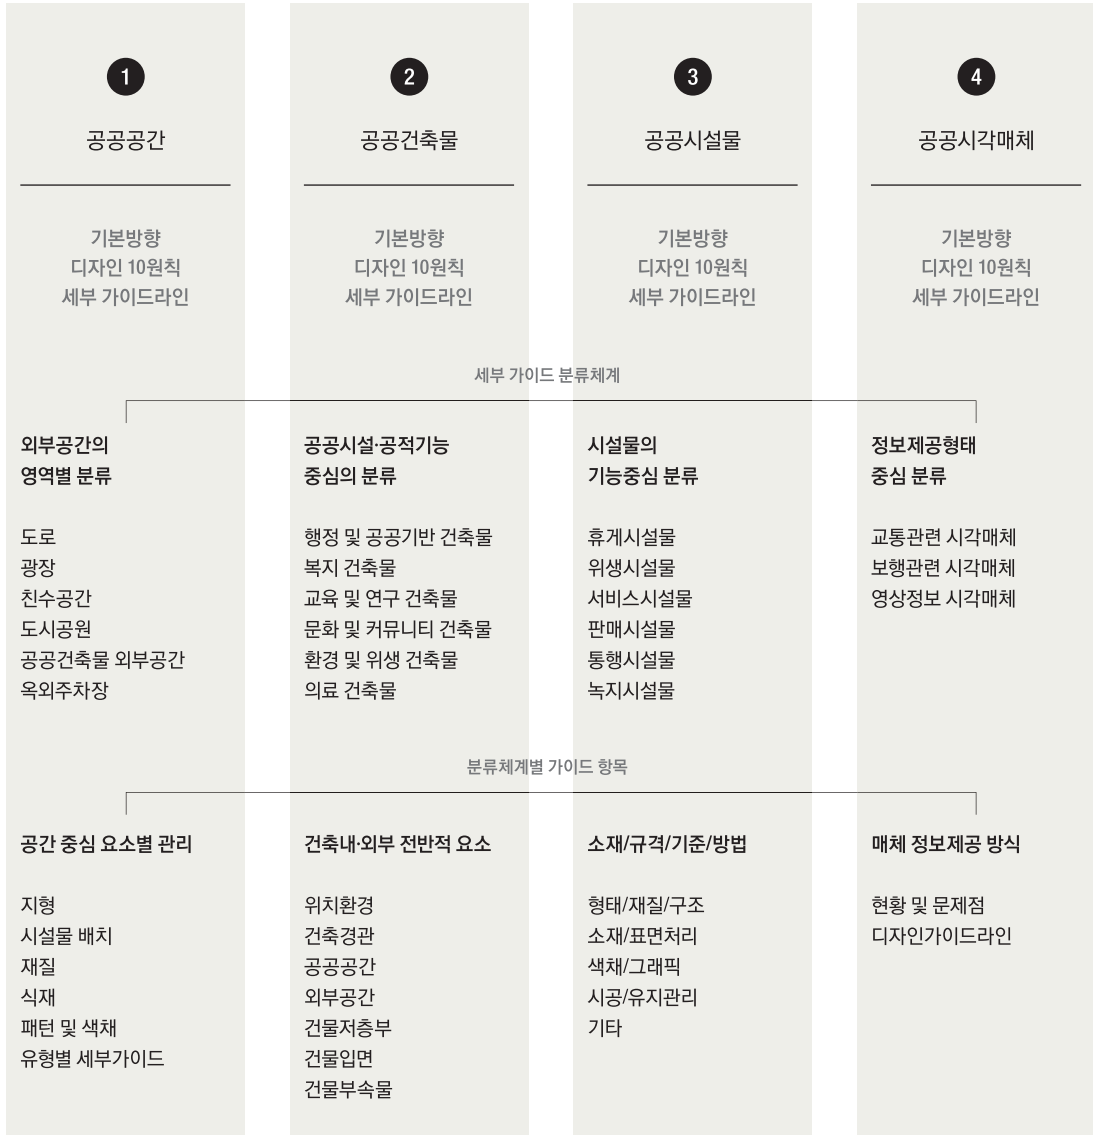 1
공공공간
기본방향
디자인 10원칙
세부 가이드라인
2
공공건축물
기본방향
디자인 10원칙
세부 가이드라인
3
공공시설물
기본방향
디자인 10원칙
세부 가이드라인
4
공공시각매체
기본방향
디자인 10원칙
세부 가이드라인
세부 가이드 분류체계
외부공간의
영역별 분류
도로
광장
친수공간
도시공원
공공건축물 외부공간
옥외주차장
공공시설·공적기능
중심의 분류
행정 및 공공기반 건축물
복지 건축물
교육 및 연구 건축물
문화 및 커뮤니티 건축물
환경 및 위생 건축물
의료 건축물
시설물의
기능중심 분류
휴게시설물
위생시설물
서비스시설물
판매시설물
통행시설물
녹지시설물
정보제공형태
중심 분류
교통관련 시각매체
보행관련 시각매체
영상정보 시각매체
분류체계별 가이드 항목
공간 중심 요소별 관리
지형
시설물 배치
재질
식재
패턴 및 색채
유형별 세부가이드
건축내·외부 전반적 요소
위치환경
건축경관
공공공간
외부공간
건물저층부
건물입면
건물부속물
소재/규격/기준/방법
형태/재질/구조
소재/표면처리
색채/그래픽
시공/유지관리
기타
매체 정보제공 방식
현황 및 문제점
디자인가이드라인